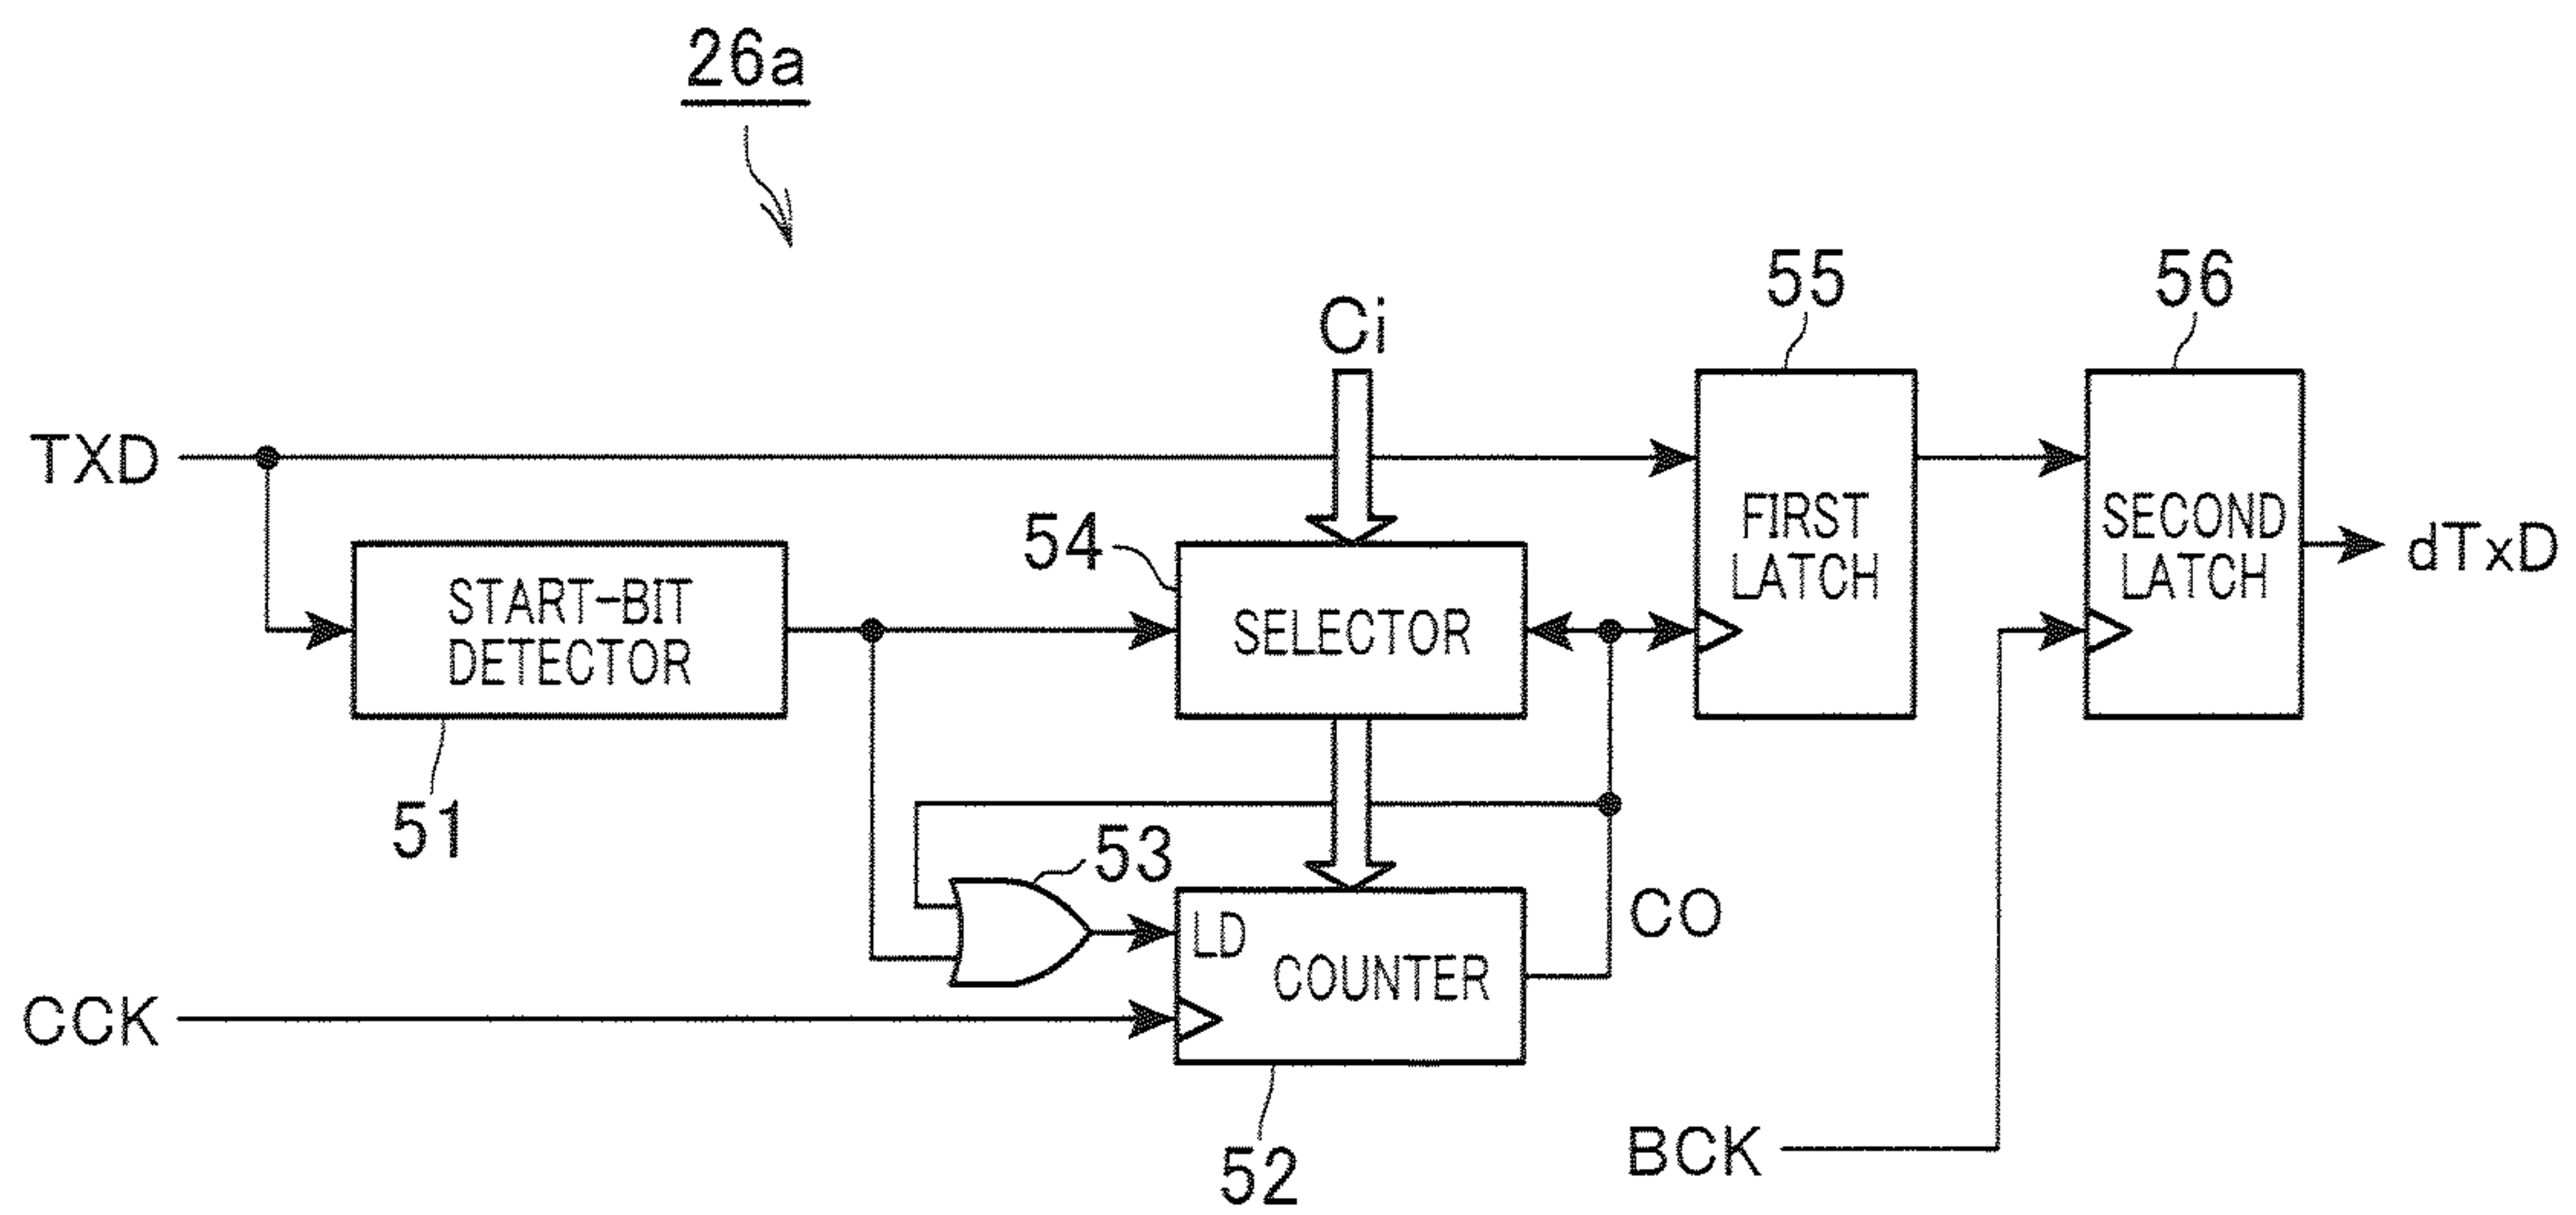 26a
Ci
55
56
TXD
54
START-BIT
DETECTOR
SELECTOR
FIRST
LATCH
SECOND
LATCH
dTxD
51
53
LD
COUNTER
CO
CCK
52
BCK